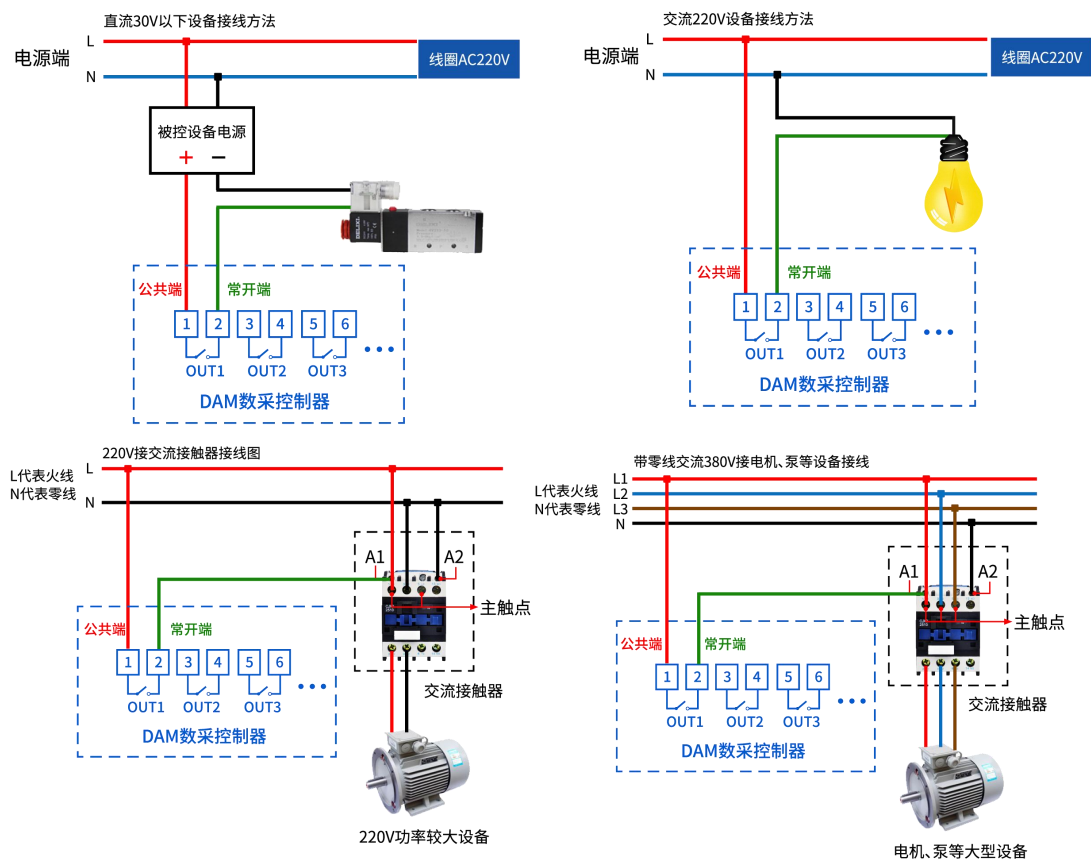 直流30V以下设备接线方法
电源端
L
N
线圈AC220V
被控设备电源
+ −
DELIXI
公共端
常开端
1 2 3 4 5 6
OUT1 OUT2 OUT3
DAM数采控制器
交流220V设备接线方法
电源端
L
N
线圈AC220V
公共端
常开端
1 2 3 4 5 6
OUT1 OUT2 OUT3
DAM数采控制器
220V接交流接触器接线图
L代表火线
N代表零线
L
N
A1
A2
主触点
公共端
常开端
1 2 3 4 5 6
OUT1 OUT2 OUT3
DAM数采控制器
交流接触器
220V功率较大设备
带零线交流380V接电机、泵等设备接线
L代表火线
N代表零线
L1
L2
L3
N
A1
A2
主触点
公共端
常开端
1 2 3 4 5 6
OUT1 OUT2 OUT3
DAM数采控制器
交流接触器
电机、泵等大型设备